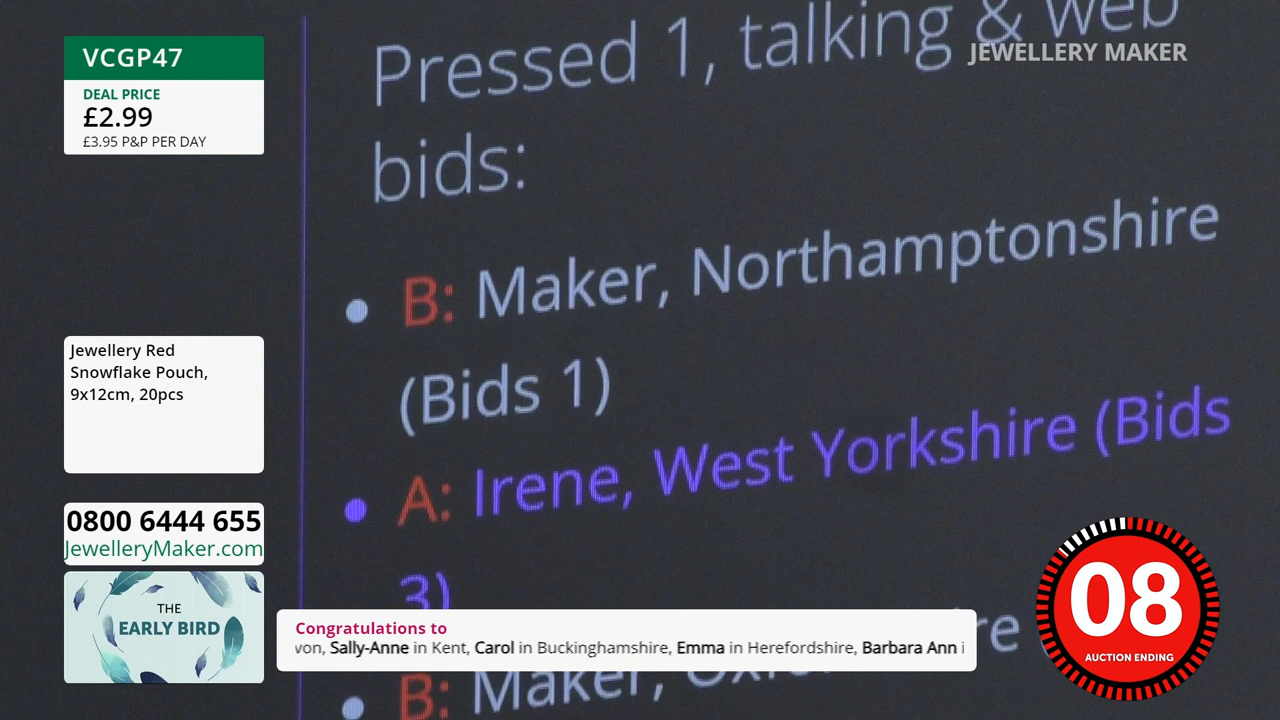 VCGP47
DEAL PRICE
£2.99
£3.95 P&P PER DAY
Jewellery Red
Snowflake Pouch,
9x12cm, 20pcs
0800 6444 655
JewelleryMaker.com
THE
EARLY BIRD
Pressed 1, talking & web
bids:
B: Maker, Northamptonshire
(Bids 1)
A: Irene, West Yorkshire (Bids
3)
B: Maker,
JEWELLERY MAKER
Congratulations to
von, Sally-Anne in Kent, Carol in Buckinghamshire, Emma in Herefordshire, Barbara Ann i
08
AUCTION ENDING